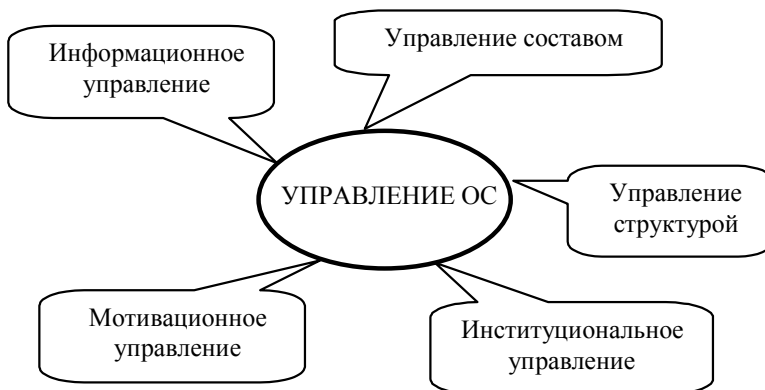 Информационное
управление
Управление составом
УПРАВЛЕНИЕ ОС
Управление
структурой
Мотивационное
управление
Институциональное
управление